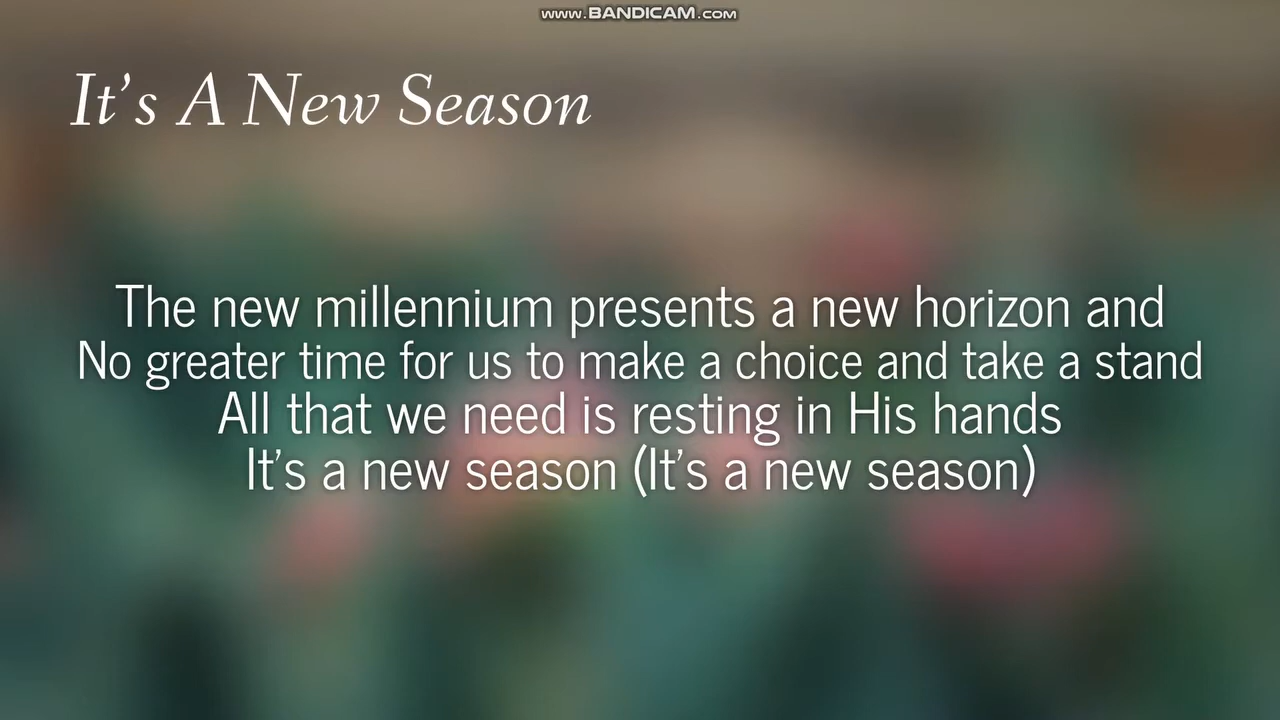 www.BANDICAM.com
It's A New Season
The new millennium presents a new horizon and
No greater time for us to make a choice and take a stand
All that we need is resting in His hands
It's a new season (It's a new season)